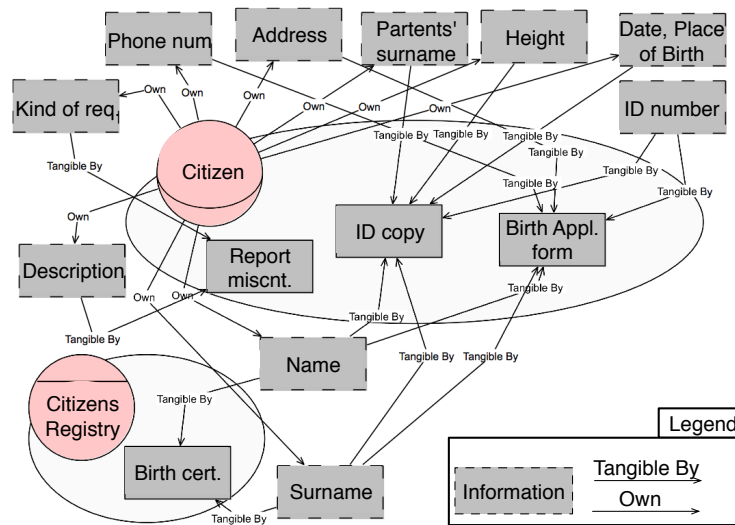 Phone num
Address
Partents'
surname
Height
Date, Place
of Birth
Kind of req.
ID number
Own
Own
Own
Own
Own
Own
Tangible By
Tangible By
Tangible By
Tangible By
Tangible By
Citizen
Tangible By
Tangible By
Tangible By
Tangible By
Own
ID copy
Birth Appl.
form
Description
Report
miscnt.
Own
Own
Tangible By
Tangible By
Tangible By
Tangible By
Tangible By
Name
Citizens
Registry
Tangible By
Birth cert.
Surname
Tangible By
Legend
Information
Tangible By
Own